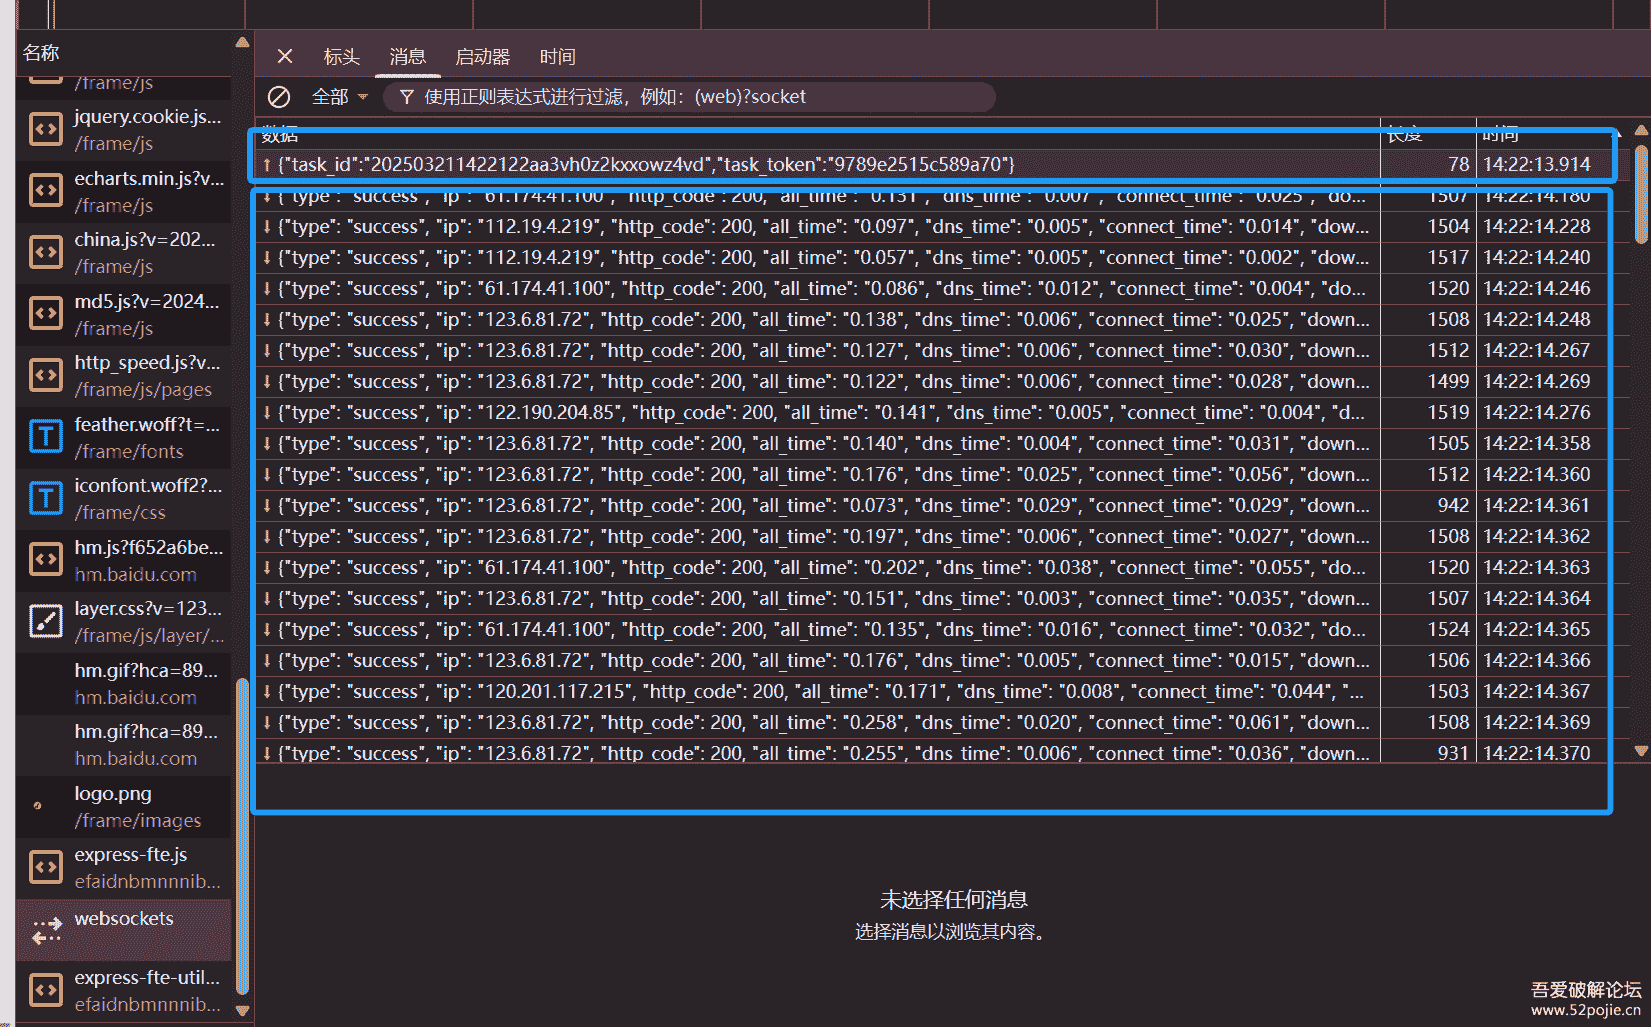 名称
/frame/js
jquery.cookie.js...
/frame/js
echarts.min.js?v...
/frame/js
china.js?v=202...
/frame/js
md5.js?v=2024...
/frame/js
http_speed.js?v...
/frame/js/pages
feather.woff?t=...
/frame/fonts
iconfont.woff2?...
/frame/css
hm.js?f652a6be...
hm.baidu.com
layer.css?v=123...
/frame/js/layer/...
hm.gif?hca=89...
hm.baidu.com
hm.gif?hca=89...
hm.baidu.com
logo.png
/frame/images
express-fte.js
efaidnbmnnnib...
websockets
express-fte-util...
efaidnbmnnnib...
标头 消息 启动器 时间
全部 使用正则表达式进行过滤，例如：(web)?socket
数据 长度 时间
{"task_id":"202503211422122aa3vh0z2kxxowz4vd","task_token":"9789e2515c589a70"} 78 14:22:13.914
{"type": "success", "ip": "61.174.41.100", "http_code": 200, "all_time": "0.131", "dns_time": "0.007", "connect_time": "0.025", "do... 1507 14:22:14.180
{"type": "success", "ip": "112.19.4.219", "http_code": 200, "all_time": "0.097", "dns_time": "0.005", "connect_time": "0.014", "dow... 1504 14:22:14.228
{"type": "success", "ip": "112.19.4.219", "http_code": 200, "all_time": "0.057", "dns_time": "0.005", "connect_time": "0.002", "dow... 1517 14:22:14.240
{"type": "success", "ip": "61.174.41.100", "http_code": 200, "all_time": "0.086", "dns_time": "0.012", "connect_time": "0.004", "do... 1520 14:22:14.246
{"type": "success", "ip": "123.6.81.72", "http_code": 200, "all_time": "0.138", "dns_time": "0.006", "connect_time": "0.025", "down... 1508 14:22:14.248
{"type": "success", "ip": "123.6.81.72", "http_code": 200, "all_time": "0.127", "dns_time": "0.006", "connect_time": "0.030", "down... 1512 14:22:14.267
{"type": "success", "ip": "123.6.81.72", "http_code": 200, "all_time": "0.122", "dns_time": "0.006", "connect_time": "0.028", "down... 1499 14:22:14.269
{"type": "success", "ip": "122.190.204.85", "http_code": 200, "all_time": "0.141", "dns_time": "0.005", "connect_time": "0.004", "d... 1519 14:22:14.276
{"type": "success", "ip": "123.6.81.72", "http_code": 200, "all_time": "0.140", "dns_time": "0.004", "connect_time": "0.031", "down... 1505 14:22:14.358
{"type": "success", "ip": "123.6.81.72", "http_code": 200, "all_time": "0.176", "dns_time": "0.025", "connect_time": "0.056", "down... 1512 14:22:14.360
{"type": "success", "ip": "123.6.81.72", "http_code": 200, "all_time": "0.073", "dns_time": "0.029", "connect_time": "0.029", "down... 942 14:22:14.361
{"type": "success", "ip": "123.6.81.72", "http_code": 200, "all_time": "0.197", "dns_time": "0.006", "connect_time": "0.027", "down... 1508 14:22:14.362
{"type": "success", "ip": "61.174.41.100", "http_code": 200, "all_time": "0.202", "dns_time": "0.038", "connect_time": "0.055", "do... 1520 14:22:14.363
{"type": "success", "ip": "123.6.81.72", "http_code": 200, "all_time": "0.151", "dns_time": "0.003", "connect_time": "0.035", "down... 1507 14:22:14.364
{"type": "success", "ip": "61.174.41.100", "http_code": 200, "all_time": "0.135", "dns_time": "0.016", "connect_time": "0.032", "do... 1524 14:22:14.365
{"type": "success", "ip": "123.6.81.72", "http_code": 200, "all_time": "0.176", "dns_time": "0.005", "connect_time": "0.015", "down... 1506 14:22:14.366
{"type": "success", "ip": "120.201.117.215", "http_code": 200, "all_time": "0.171", "dns_time": "0.008", "connect_time": "0.044", "... 1503 14:22:14.367
{"type": "success", "ip": "123.6.81.72", "http_code": 200, "all_time": "0.258", "dns_time": "0.020", "connect_time": "0.061", "down... 1508 14:22:14.369
{"type": "success", "ip": "123.6.81.72", "http_code": 200, "all_time": "0.255", "dns_time": "0.006", "connect_time": "0.036", "down... 931 14:22:14.370
未选择任何消息
选择消息以浏览其内容。
吾爱破解论坛
www.52pojie.cn